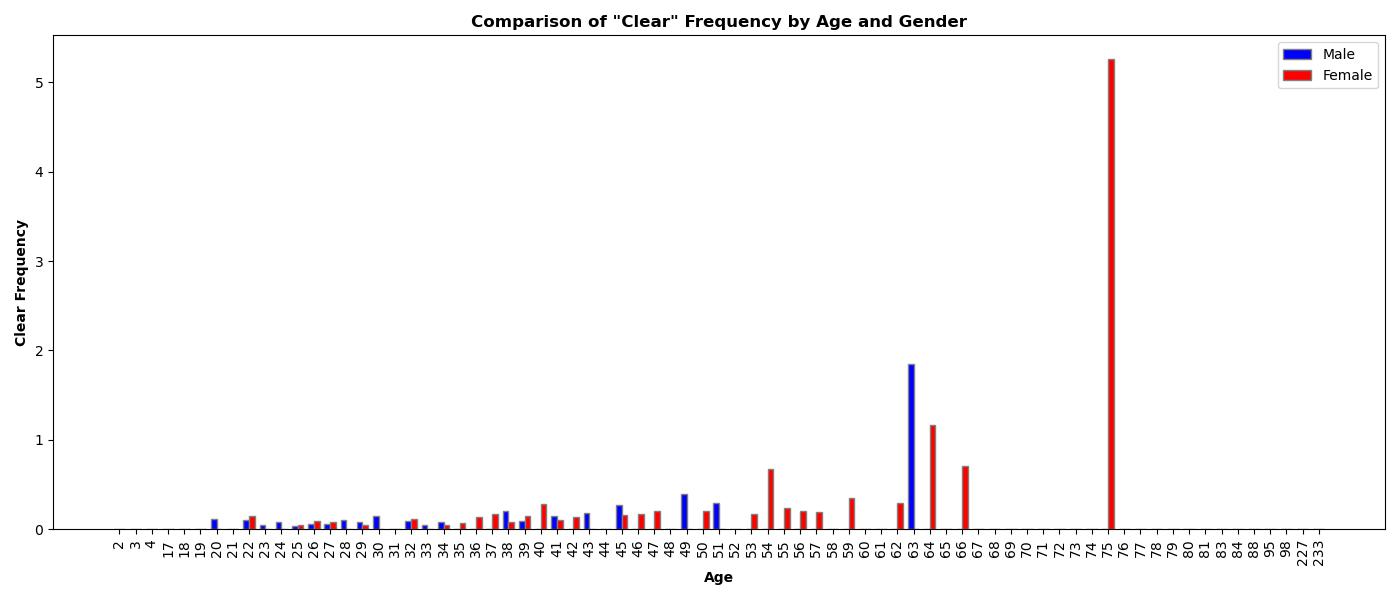 Comparison of "Clear" Frequency by Age and Gender
Male
Female
5
4
3
2
1
0
Clear Frequency
2 3 4 17 18 19 20 21 22 23 24 25 26 27 28 29 30 31 32 33 34 35 36 37 38 39 40 41 42 43 44 45 46 47 48 49 50 51 52 53 54 55 56 57 58 59 60 61 62 63 64 65 66 67 68 69 70 71 72 73 74 75 76 77 78 79 80 81 83 84 88 95 98 227 233
Age